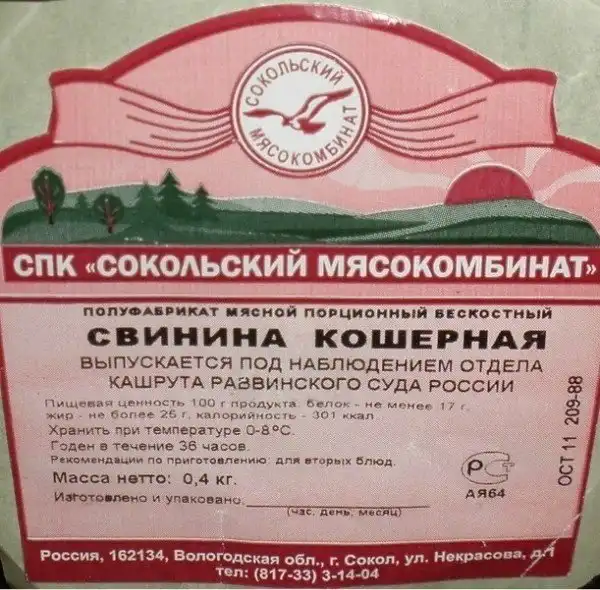 СОКОЛЬСКИЙ
МЯСОКОМБИНАТ
СПК «СОКОЛЬСКИЙ МЯСОКОМБИНАТ»
ПОЛУФАБРИКАТ МЯСНОЙ ПОРЦИОННЫЙ БЕСКОСТНЫЙ
СВИНИНА КОШЕРНАЯ
ВЫПУСКАЕТСЯ ПОД НАБЛЮДЕНИЕМ ОТДЕЛА
КАШРУТА РАВВИНСКОГО СУДА РОССИИ
Пищевая ценность 100 г продукта: белок - не менее 17 г,
жир - не более 25 г, калорийность - 301 ккал.
Хранить при температуре 0-8°С.
Годен в течение 36 часов.
Рекомендации по приготовлению: для вторых блюд.
Масса нетто: 0,4 кг.
Изготовлено и упаковано:
(час, день, месяц)
РСТ
АЯ64
ОСТ 11 209-88
Россия, 162134, Вологодская обл., г. Сокол, ул. Некрасова, д.1
тел: (817-33) 3-14-04